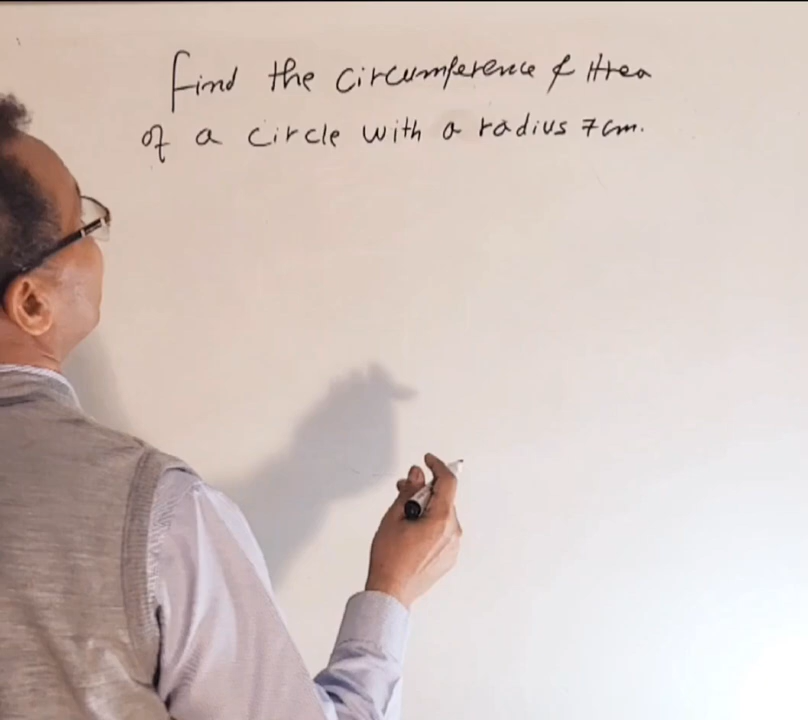 Find the circumference & Area
of a circle with a radius 7cm.